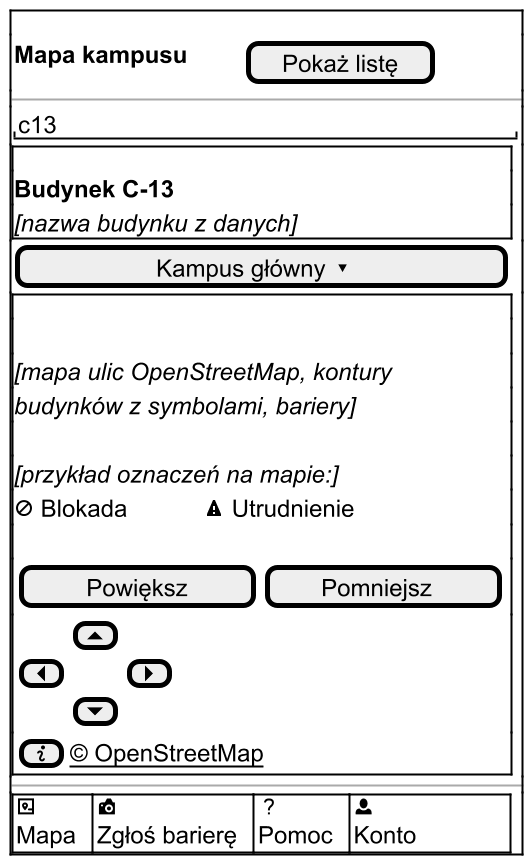 Mapa kampusu
Pokaż listę
c13
Budynek C-13
[nazwa budynku z danych]
Kampus główny ▼
[mapa ulic OpenStreetMap, kontury
budynków z symbolami, bariery]
[przykład oznaczeń na mapie:]
Blokada
Utrudnienie
Powiększ
Pomniejsz
i
© OpenStreetMap
?
Mapa
Zgłoś barierę
Pomoc
Konto